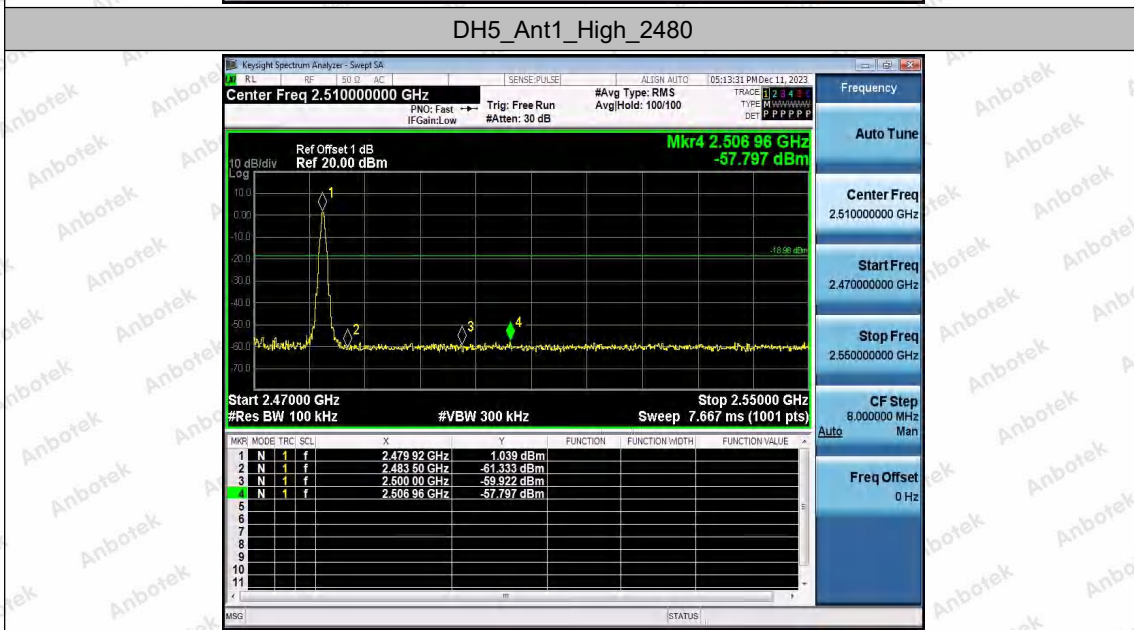 DH5_Ant1_High_2480
Keysight Spectrum Analyzer - Swept SA
RL RF 50 Ω AC SENSE:PULSE ALIGN AUTO 05:13:31 PM Dec 11, 2023
Center Freq 2.510000000 GHz #Avg Type: RMS TRACE 1 2 3 4 5 6
PNO: Fast Trig: Free Run Avg|Hold: 100/100 TYPE M WWWWW
IFGain:Low #Atten: 30 dB DET P P P P P P
Mkr4 2.506 96 GHz
-57.797 dBm
Ref Offset 1 dB
10 dB/div Ref 20.00 dBm
Log
10.0
0.00
-10.0
-20.0
-30.0
-40.0
-50.0
-60.0
-70.0
1
2
3
4
-18.96 dBm
Start 2.47000 GHz Stop 2.55000 GHz
#Res BW 100 kHz #VBW 300 kHz Sweep 7.667 ms (1001 pts)
MKR MODE TRC SCL X Y FUNCTION FUNCTION WIDTH FUNCTION VALUE
1 N 1 f 2.479 92 GHz 1.039 dBm
2 N 1 f 2.483 50 GHz -61.333 dBm
3 N 1 f 2.500 00 GHz -59.922 dBm
4 N 1 f 2.506 96 GHz -57.797 dBm
5
6
7
8
9
10
11
MSG STATUS
Frequency
Auto Tune
Center Freq
2.510000000 GHz
Start Freq
2.470000000 GHz
Stop Freq
2.550000000 GHz
CF Step
8.000000 MHz
Auto Man
Freq Offset
0 Hz
Anbotek